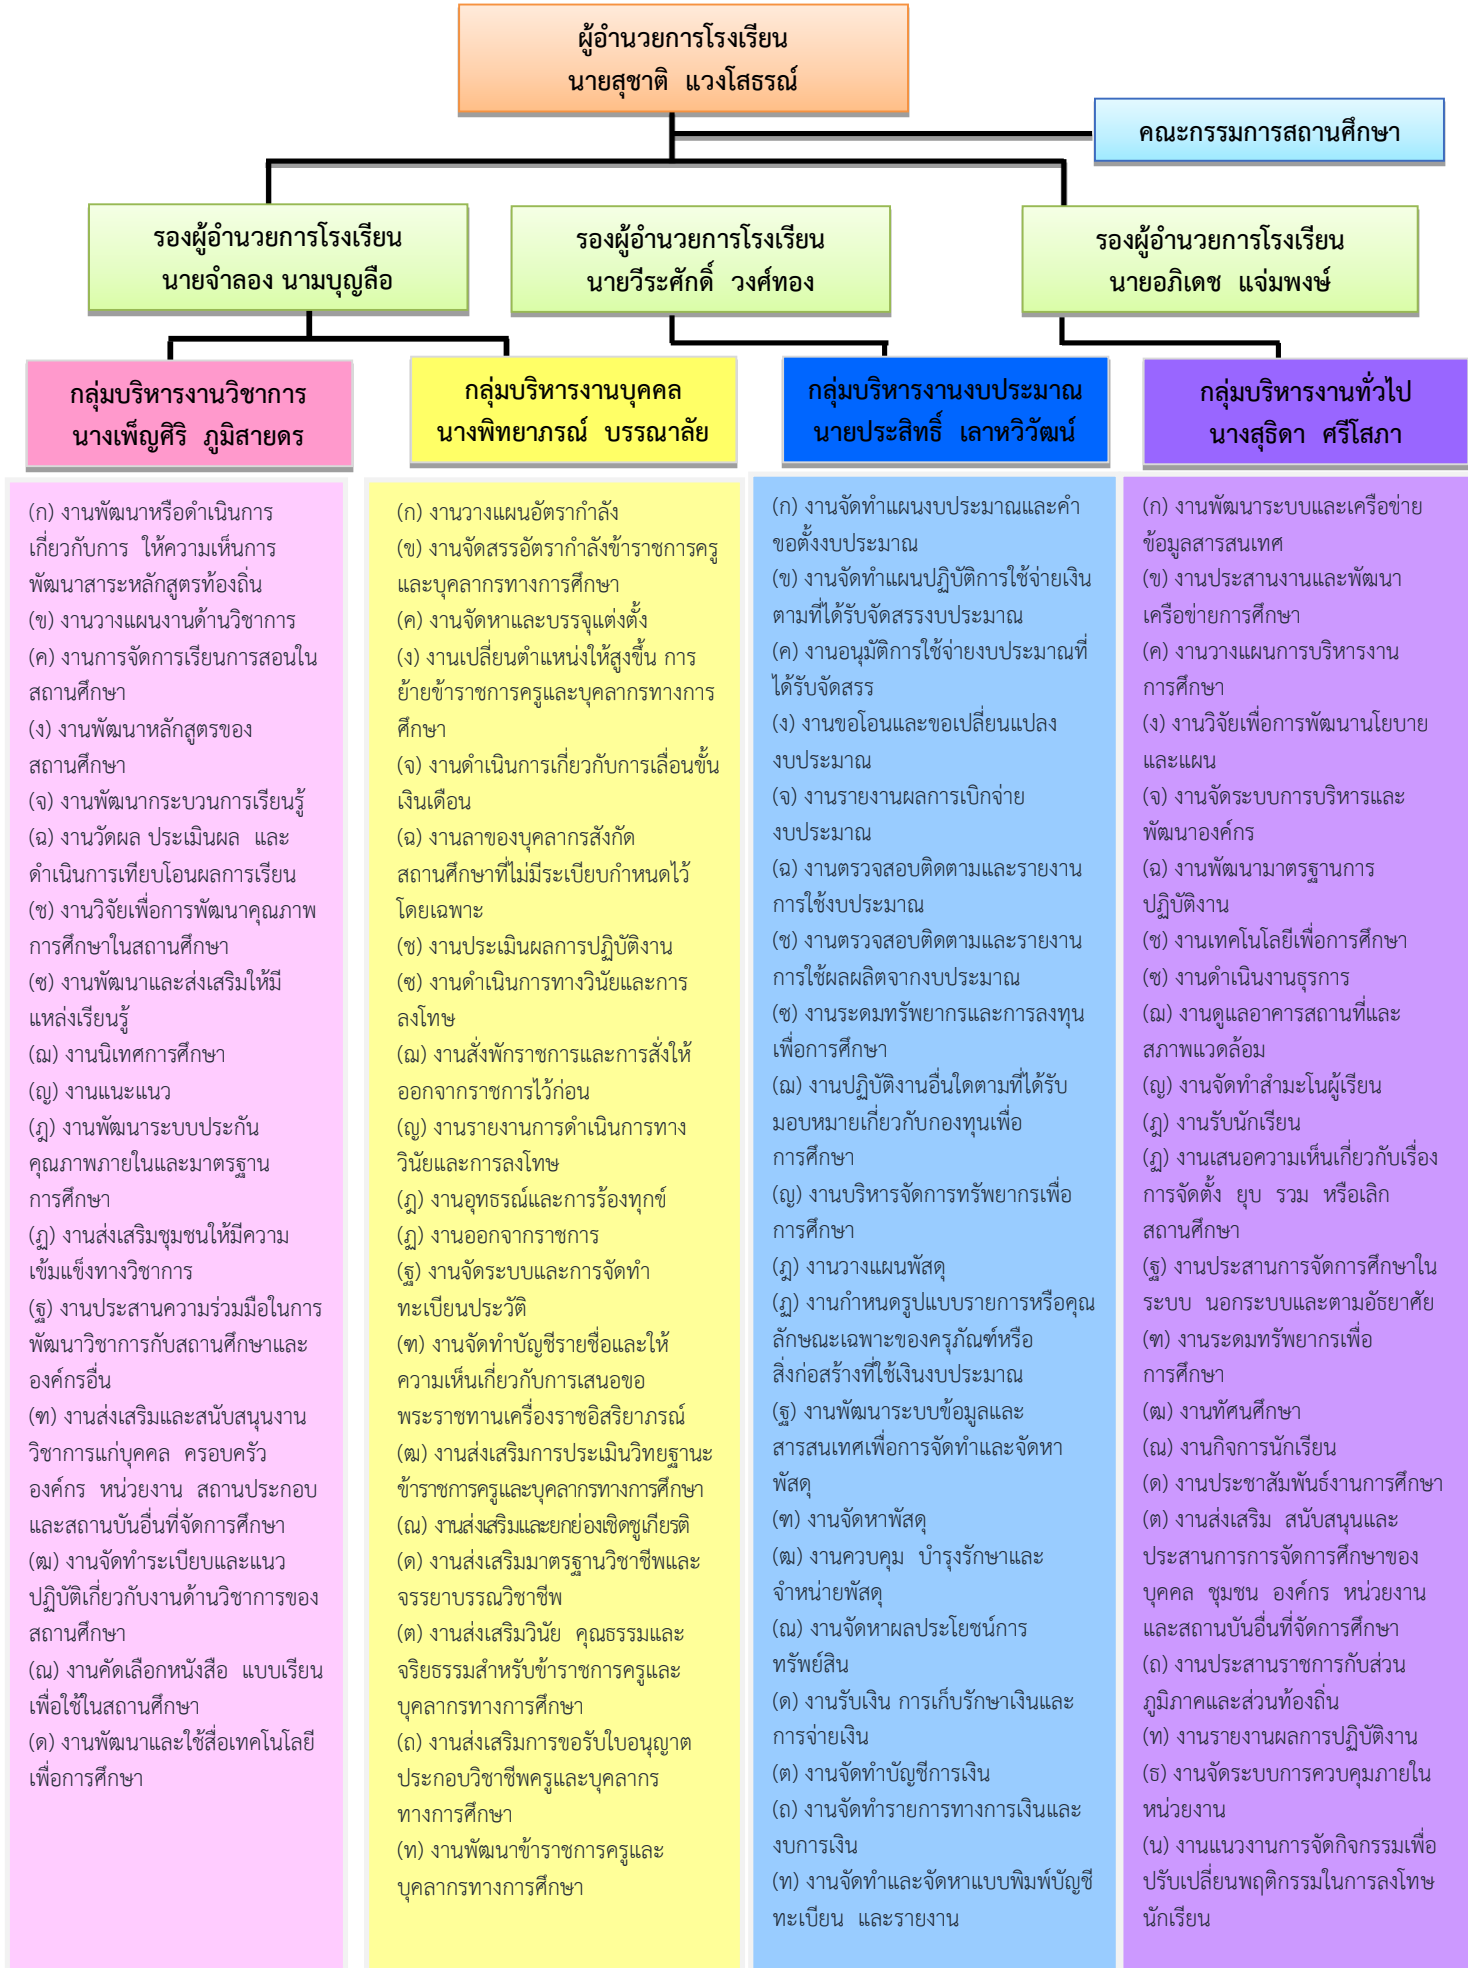 ผู้อำนวยการโรงเรียน
นายสุชาติ  แวงโสธรณ์
คณะกรรมการสถานศึกษา
รองผู้อำนวยการโรงเรียน
นายจำลอง นามบุญลือ
รองผู้อำนวยการโรงเรียน
นายวีระศักดิ์  วงศ์ทอง
รองผู้อำนวยการโรงเรียน
นายอภิเดช  แจ่มพงษ์
กลุ่มบริหารงานวิชาการ
นางเพ็ญศิริ  ภูมิสายดร
กลุ่มบริหารงานบุคคล
นางพิทยาภรณ์  บรรณาลัย
กลุ่มบริหารงานงบประมาณ
นายประสิทธิ์  เลาหวิวัฒน์
กลุ่มบริหารงานทั่วไป
นางสุธิดา  ศรีโสภา
(ก) งานพัฒนาหรือดำเนินการ
เกี่ยวกับการ  ให้ความเห็นการ
พัฒนาสาระหลักสูตรท้องถิ่น
(ข) งานวางแผนงานด้านวิชาการ
(ค) งานการจัดการเรียนการสอนใน
สถานศึกษา
(ง) งานพัฒนาหลักสูตรของ
สถานศึกษา
(จ) งานพัฒนากระบวนการเรียนรู้
(ฉ) งานวัดผล ประเมินผล  และ
ดำเนินการเทียบโอนผลการเรียน
(ช) งานวิจัยเพื่อการพัฒนาคุณภาพ
การศึกษาในสถานศึกษา
(ซ) งานพัฒนาและส่งเสริมให้มี
แหล่งเรียนรู้
(ฌ) งานนิเทศการศึกษา
(ญ) งานแนะแนว
(ฎ) งานพัฒนาระบบประกัน
คุณภาพภายในและมาตรฐาน
การศึกษา
(ฏ) งานส่งเสริมชุมชนให้มีความ
เข้มแข็งทางวิชาการ
(ฐ) งานประสานความร่วมมือในการ
พัฒนาวิชาการกับสถานศึกษาและ
องค์กรอื่น
(ฑ) งานส่งเสริมและสนับสนุนงาน
วิชาการแก่บุคคล  ครอบครัว
องค์กร  หน่วยงาน  สถานประกอบ
และสถานบันอื่นที่จัดการศึกษา
(ฒ) งานจัดทำระเบียบและแนว
ปฏิบัติเกี่ยวกับงานด้านวิชาการของ
สถานศึกษา
(ณ) งานคัดเลือกหนังสือ  แบบเรียน
เพื่อใช้ในสถานศึกษา
(ด) งานพัฒนาและใช้สื่อเทคโนโลยี
เพื่อการศึกษา
(ก) งานวางแผนอัตรากำลัง
(ข) งานจัดสรรอัตรากำลังข้าราชการครู
และบุคลากรทางการศึกษา
(ค) งานจัดหาและบรรจุแต่งตั้ง
(ง) งานเปลี่ยนตำแหน่งให้สูงขึ้น การ
ย้ายข้าราชการครูและบุคลากรทางการ
ศึกษา
(จ) งานดำเนินการเกี่ยวกับการเลื่อนขั้น
เงินเดือน
(ฉ) งานลาของบุคลากรสังกัด
สถานศึกษาที่ไม่มีระเบียบกำหนดไว้
โดยเฉพาะ
(ช) งานประเมินผลการปฏิบัติงาน
(ซ) งานดำเนินการทางวินัยและการ
ลงโทษ
(ฌ) งานสั่งพักราชการและการสั่งให้
ออกจากราชการไว้ก่อน
(ญ) งานรายงานการดำเนินการทาง
วินัยและการลงโทษ
(ฎ) งานอุทธรณ์และการร้องทุกข์
(ฏ) งานออกจากราชการ
(ฐ) งานจัดระบบและการจัดทำ
ทะเบียนประวัติ
(ฑ) งานจัดทำบัญชีรายชื่อและให้
ความเห็นเกี่ยวกับการเสนอขอ
พระราชทานเครื่องราชอิสริยาภรณ์
(ฒ) งานส่งเสริมการประเมินวิทยฐานะ
ข้าราชการครูและบุคลากรทางการศึกษา
(ณ) งานส่งเสริมและยกย่องเชิดชูเกียรติ
(ด) งานส่งเสริมมาตรฐานวิชาชีพและ
จรรยาบรรณวิชาชีพ
(ต) งานส่งเสริมวินัย  คุณธรรมและ
จริยธรรมสำหรับข้าราชการครูและ
บุคลากรทางการศึกษา
(ถ) งานส่งเสริมการขอรับใบอนุญาต
ประกอบวิชาชีพครูและบุคลากร
ทางการศึกษา
(ท) งานพัฒนาข้าราชการครูและ
บุคลากรทางการศึกษา
(ก) งานจัดทำแผนงบประมาณและคำ
ขอตั้งงบประมาณ
(ข) งานจัดทำแผนปฏิบัติการใช้จ่ายเงิน
ตามที่ได้รับจัดสรรงบประมาณ
(ค) งานอนุมัติการใช้จ่ายงบประมาณที่
ได้รับจัดสรร
(ง) งานขอโอนและขอเปลี่ยนแปลง
งบประมาณ
(จ) งานรายงานผลการเบิกจ่าย
งบประมาณ
(ฉ) งานตรวจสอบติดตามและรายงาน
การใช้งบประมาณ
(ช) งานตรวจสอบติดตามและรายงาน
การใช้ผลผลิตจากงบประมาณ
(ซ) งานระดมทรัพยากรและการลงทุน
เพื่อการศึกษา
(ฌ) งานปฏิบัติงานอื่นใดตามที่ได้รับ
มอบหมายเกี่ยวกับกองทุนเพื่อ
การศึกษา
(ญ) งานบริหารจัดการทรัพยากรเพื่อ
การศึกษา
(ฎ) งานวางแผนพัสดุ
(ฏ) งานกำหนดรูปแบบรายการหรือคุณ
ลักษณะเฉพาะของครุภัณฑ์หรือ
สิ่งก่อสร้างที่ใช้เงินงบประมาณ
(ฐ) งานพัฒนาระบบข้อมูลและ
สารสนเทศเพื่อการจัดทำและจัดหา
พัสดุ
(ฑ) งานจัดหาพัสดุ
(ฒ) งานควบคุม  บำรุงรักษาและ
จำหน่ายพัสดุ
(ณ) งานจัดหาผลประโยชน์การ
ทรัพย์สิน
(ด) งานรับเงิน การเก็บรักษาเงินและ
การจ่ายเงิน
(ต) งานจัดทำบัญชีการเงิน
(ถ) งานจัดทำรายการทางการเงินและ
งบการเงิน
(ท) งานจัดทำและจัดหาแบบพิมพ์บัญชี
ทะเบียน  และรายงาน
(ก) งานพัฒนาระบบและเครือข่าย
ข้อมูลสารสนเทศ
(ข) งานประสานงานและพัฒนา
เครือข่ายการศึกษา
(ค) งานวางแผนการบริหารงาน
การศึกษา
(ง) งานวิจัยเพื่อการพัฒนานโยบาย
และแผน
(จ) งานจัดระบบการบริหารและ
พัฒนาองค์กร
(ฉ) งานพัฒนามาตรฐานการ
ปฏิบัติงาน
(ช) งานเทคโนโลยีเพื่อการศึกษา
(ซ) งานดำเนินงานธุรการ
(ฌ) งานดูแลอาคารสถานที่และ
สภาพแวดล้อม
(ญ) งานจัดทำสำมะโนผู้เรียน
(ฎ) งานรับนักเรียน
(ฏ) งานเสนอความเห็นเกี่ยวกับเรื่อง
การจัดตั้ง  ยุบ  รวม  หรือเลิก
สถานศึกษา
(ฐ) งานประสานการจัดการศึกษาใน
ระบบ  นอกระบบและตามอัธยาศัย
(ฑ) งานระดมทรัพยากรเพื่อ
การศึกษา
(ฒ) งานทัศนศึกษา
(ณ) งานกิจการนักเรียน
(ด) งานประชาสัมพันธ์งานการศึกษา
(ต) งานส่งเสริม  สนับสนุนและ
ประสานการการจัดการศึกษาของ
บุคคล  ชุมชน  องค์กร  หน่วยงาน
และสถานบันอื่นที่จัดการศึกษา
(ถ) งานประสานราชการกับส่วน
ภูมิภาคและส่วนท้องถิ่น
(ท) งานรายงานผลการปฏิบัติงาน
(ธ) งานจัดระบบการควบคุมภายใน
หน่วยงาน
(น) งานแนวงานการจัดกิจกรรมเพื่อ
ปรับเปลี่ยนพฤติกรรมในการลงโทษ
นักเรียน